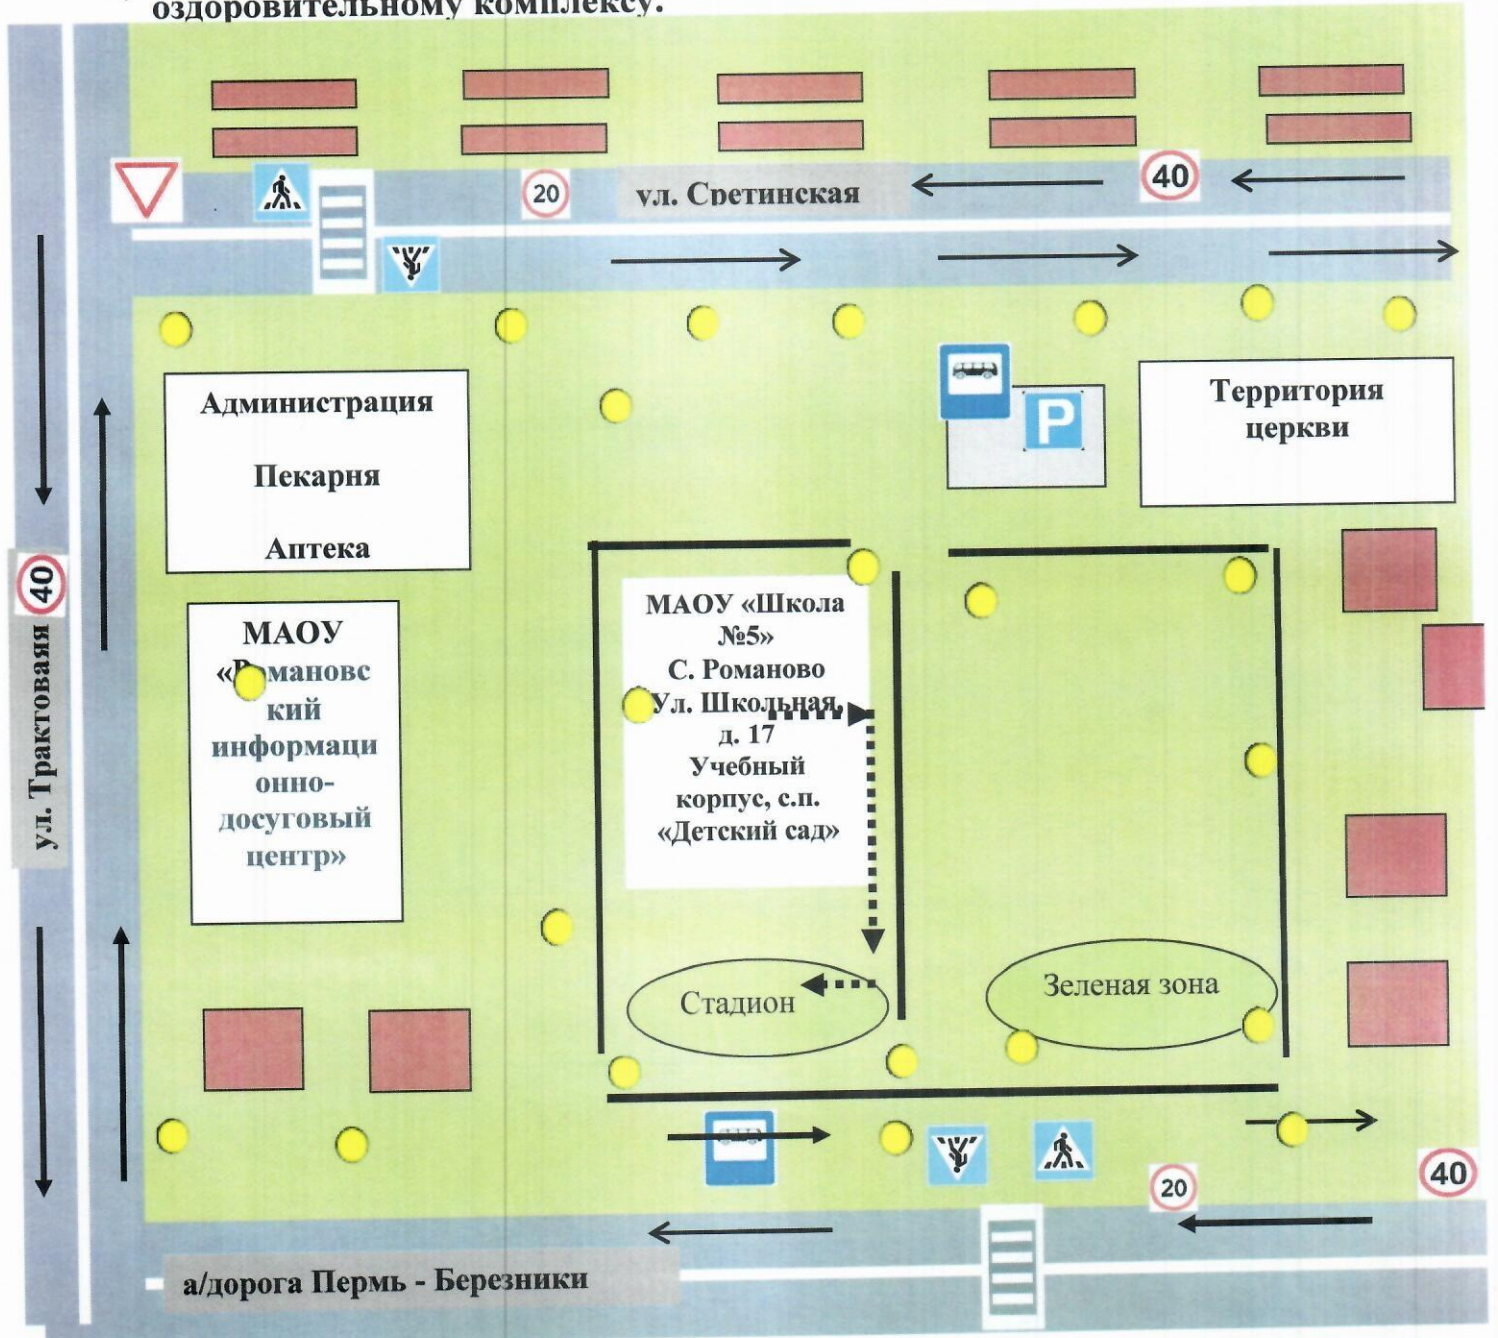 оздоровительному комплексу.
20
ул. Сретинская
40
Администрация
Пекарня
Аптека
P
Территория
церкви
40
ул. Трактоваяя
МАОУ
«Романовс
кий
информаци
онно-
досуговый
центр»
МАОУ «Школа
№5»
С. Романово
Ул. Школьная,
д. 17
Учебный
корпус, с.п.
«Детский сад»
Стадион
Зеленая зона
20
40
а/дорога Пермь - Березники